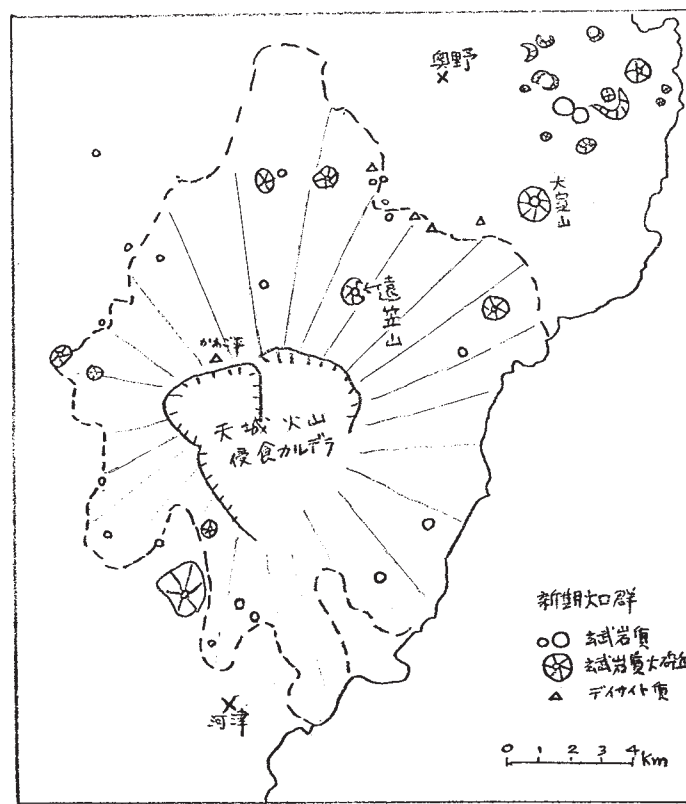 奥野
大室山
遠笠山
かわご平
天城火山
侵食カルデラ
河津
新期火口群
玄武岩質
玄武岩質火砕丘
デイサイト質
0 1 2 3 4 Km